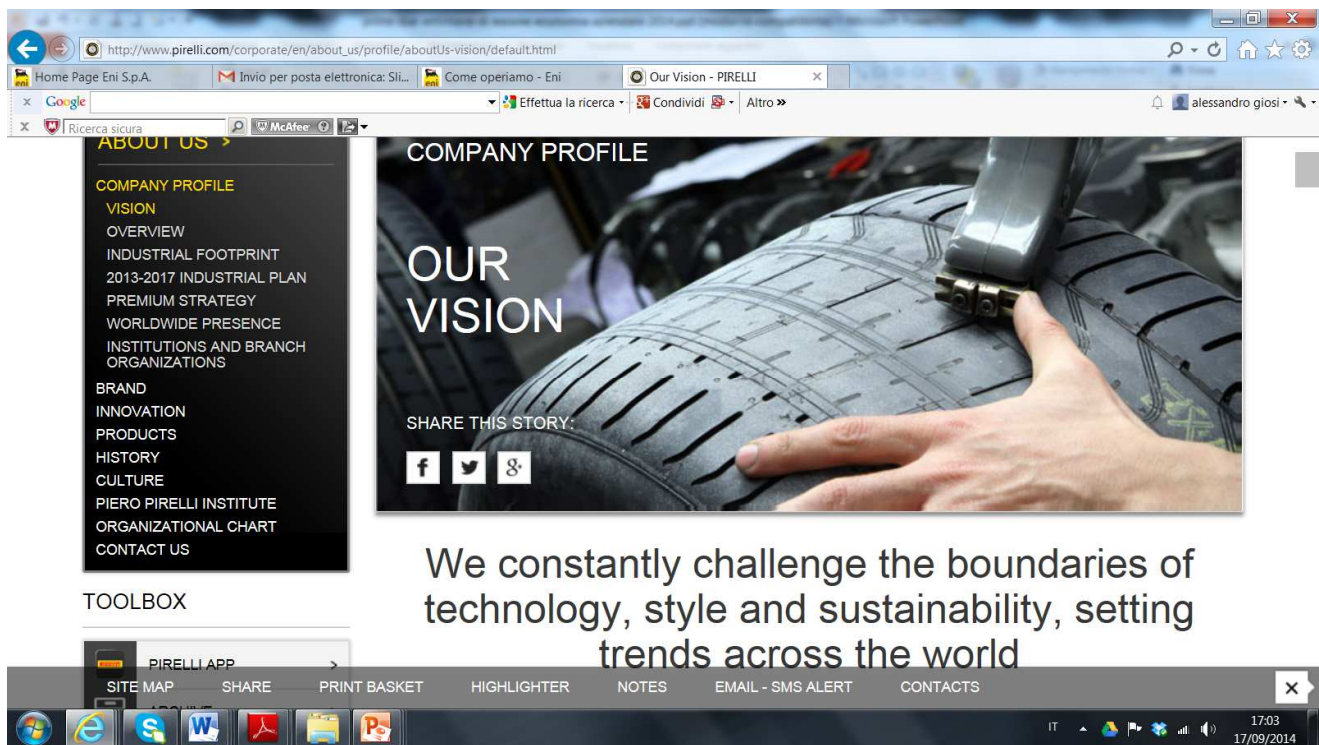 http://www.pirelli.com/corporate/en/about_us/profile/aboutUs-vision/default.html
Home Page Eni S.p.A.
Invio per posta elettronica: Sli...
Come operiamo - Eni
Our Vision - PIRELLI
x Google
Effettua la ricerca
Condividi
Altro »
alessandro giosi
x Ricerca sicura
McAfee
ABOUT US >
COMPANY PROFILE
VISION
OVERVIEW
INDUSTRIAL FOOTPRINT
2013-2017 INDUSTRIAL PLAN
PREMIUM STRATEGY
WORLDWIDE PRESENCE
INSTITUTIONS AND BRANCH
ORGANIZATIONS
BRAND
INNOVATION
PRODUCTS
HISTORY
CULTURE
PIERO PIRELLI INSTITUTE
ORGANIZATIONAL CHART
CONTACT US
TOOLBOX
PIRELLI APP >
ARCHIVE
COMPANY PROFILE
OUR
VISION
SHARE THIS STORY:
We constantly challenge the boundaries of
technology, style and sustainability, setting
trends across the world
SITE MAP SHARE PRINT BASKET HIGHLIGHTER NOTES EMAIL - SMS ALERT CONTACTS
IT
17:03
17/09/2014